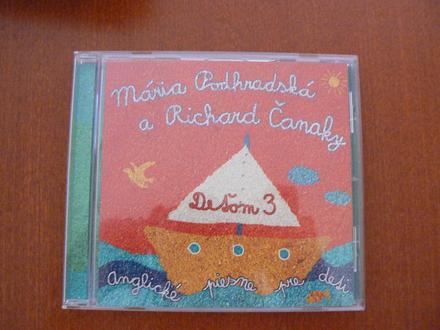 Mária Podhradská
a Richard Čanaky
Deťom 3
anglické piesne pre deti